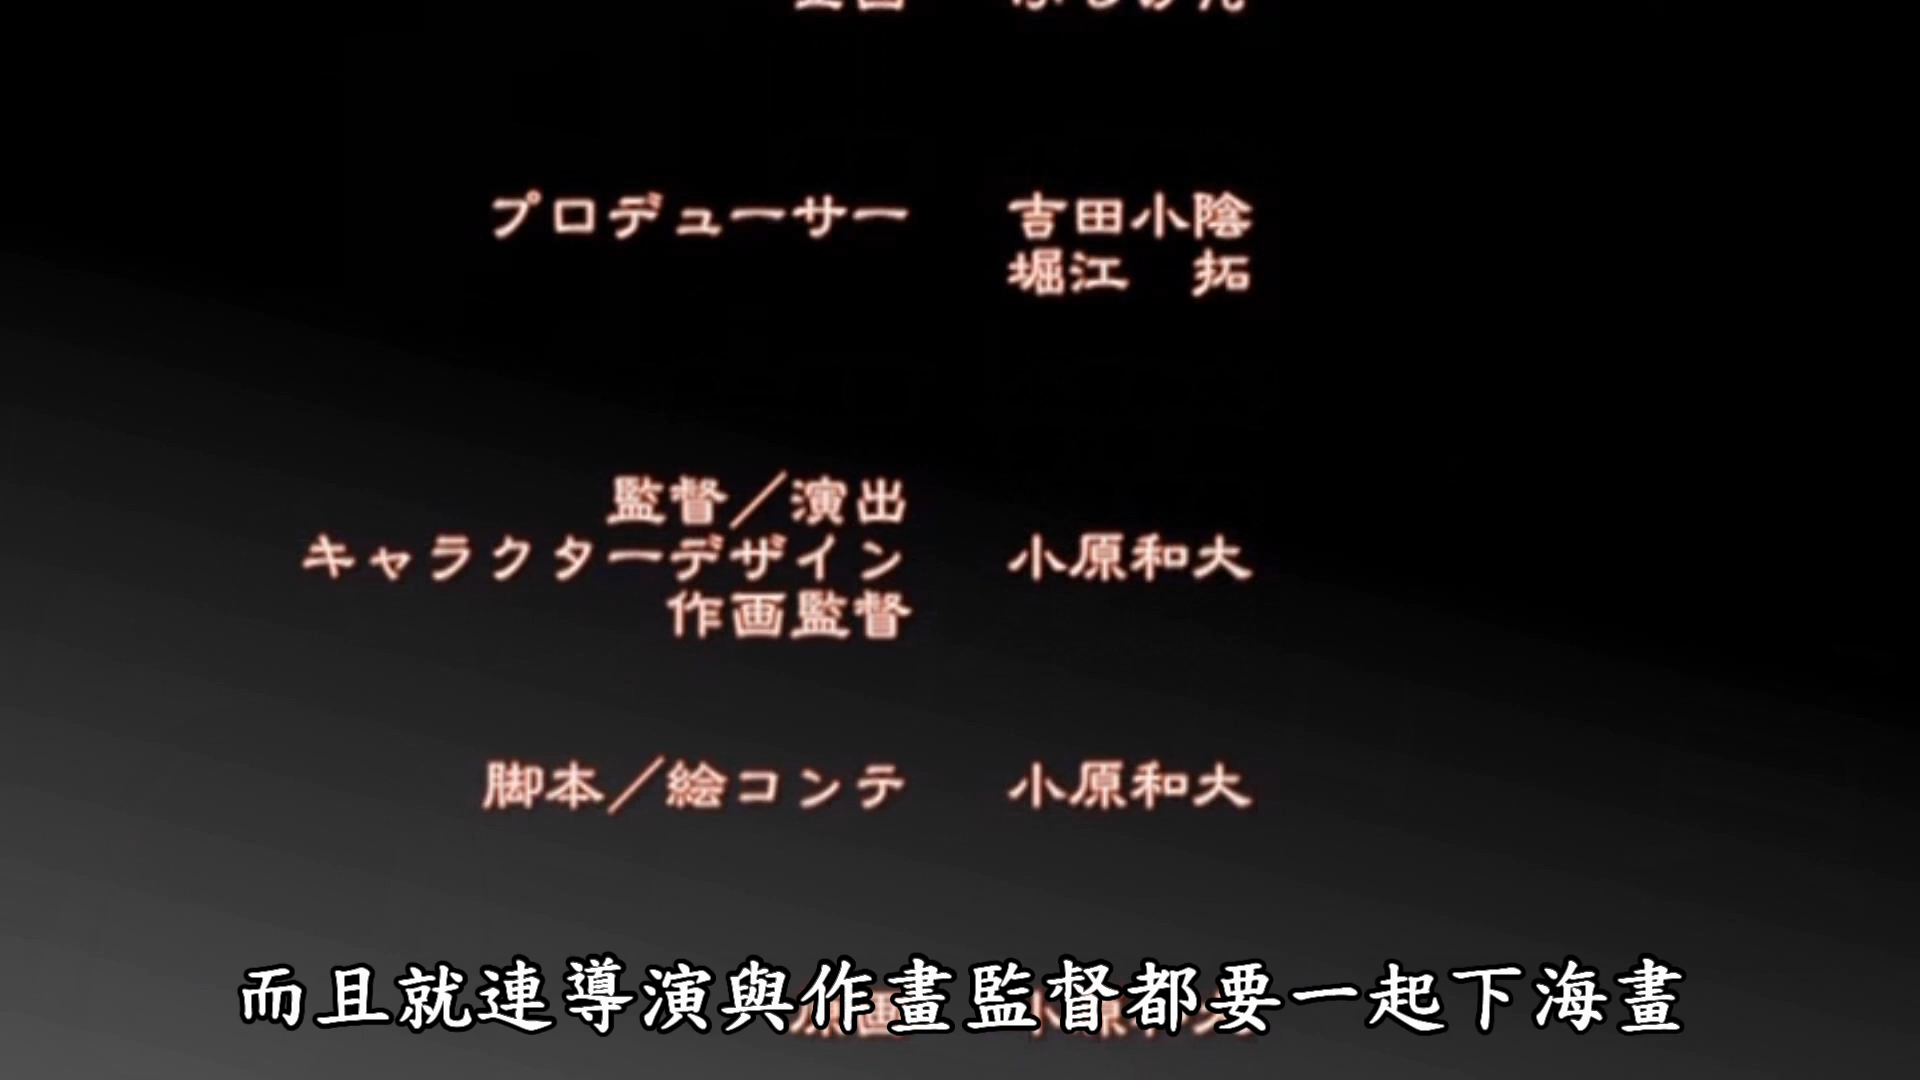 プロデューサー 吉田小陰
堀江 拓
監督／演出
キャラクターデザイン 小原和大
作画監督
脚本／絵コンテ 小原和大
而且就連導演與作畫監督都要一起下海畫